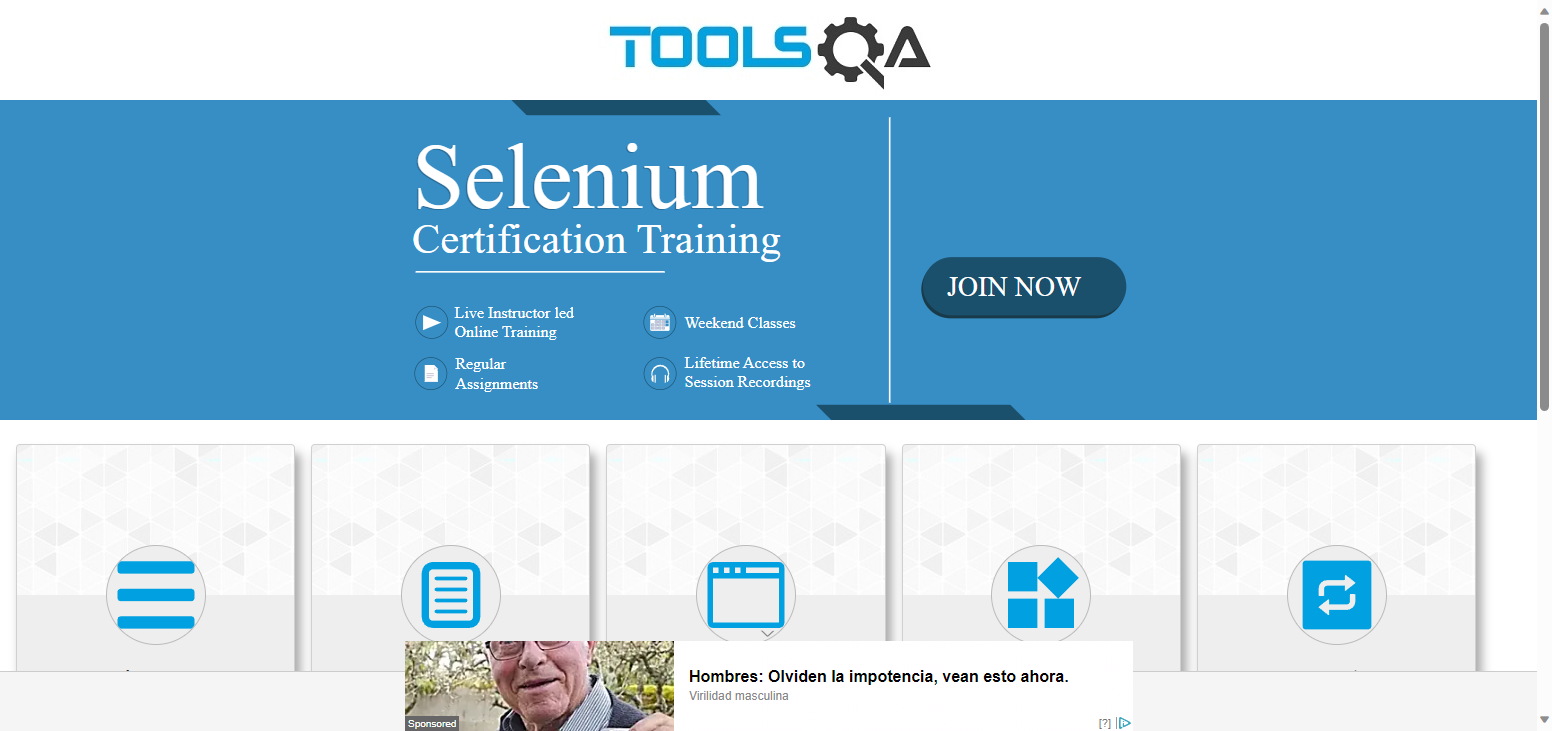 TOOLSQA
Selenium
Certification Training
JOIN NOW
Live Instructor led
Online Training
Weekend Classes
Regular
Assignments
Lifetime Access to
Session Recordings
Hombres: Olviden la impotencia, vean esto ahora.
Virilidad masculina
Sponsored
[?]